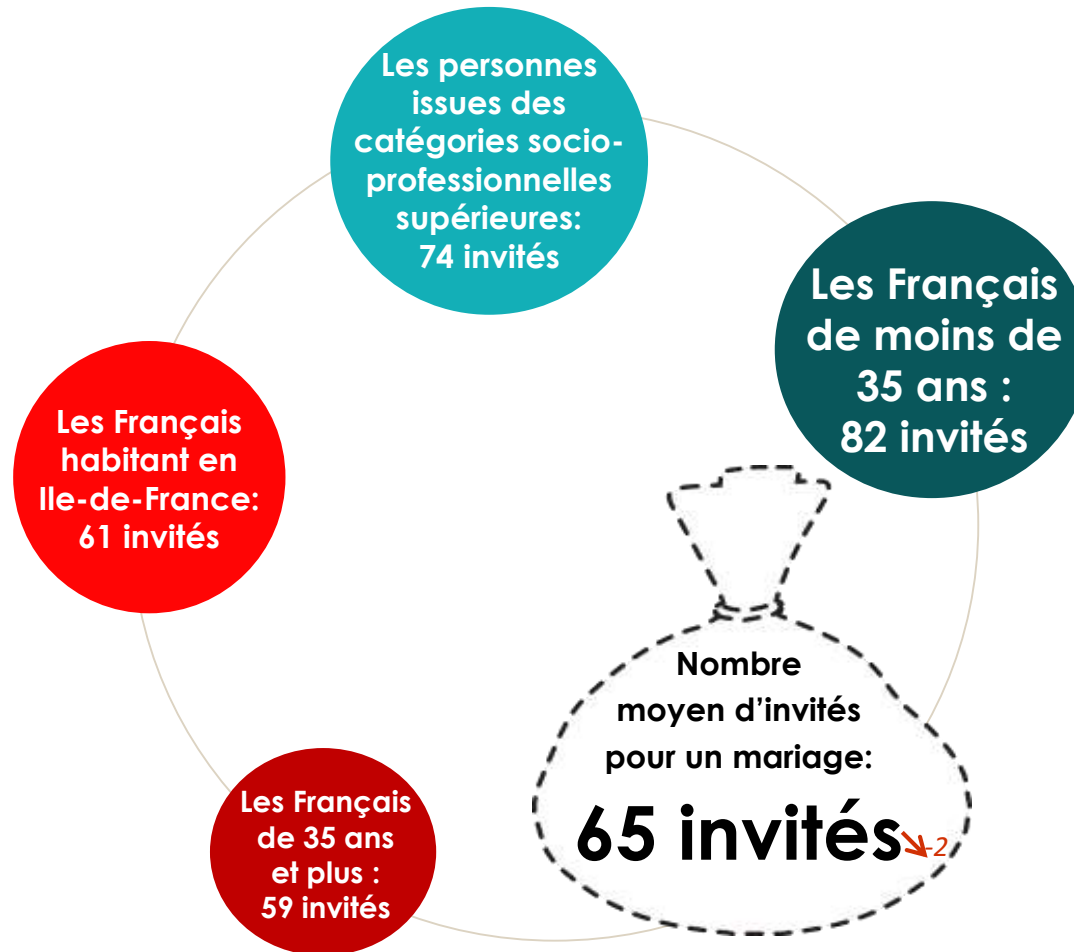 Les personnes
issues des
catégories socio-
professionnelles
supérieures:
74 invités
Les Français
de moins de
35 ans :
82 invités
Les Français
habitant en
Ile-de-France:
61 invités
Nombre
moyen d’invités
pour un mariage:
65 invités -2
Les Français
de 35 ans
et plus :
59 invités